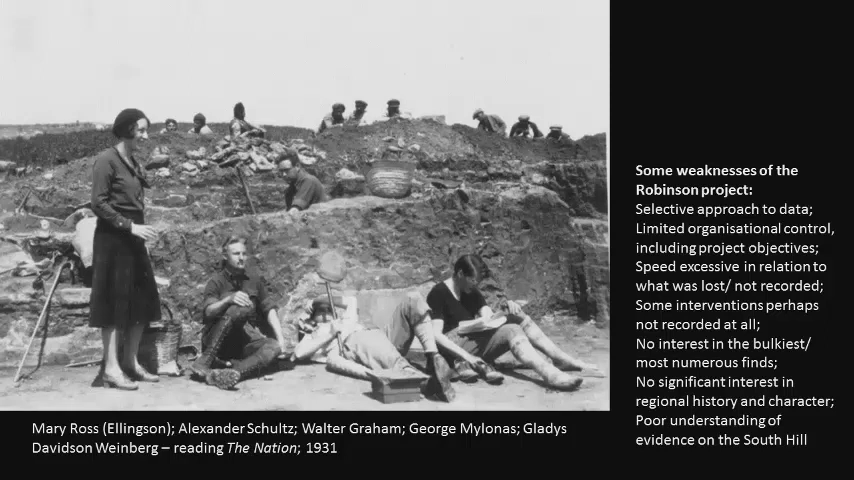 Some weaknesses of the
Robinson project:
Selective approach to data;
Limited organisational control,
including project objectives;
Speed excessive in relation to
what was lost/ not recorded;
Some interventions perhaps
not recorded at all;
No interest in the bulkiest/
most numerous finds;
No significant interest in
regional history and character;
Poor understanding of
evidence on the South Hill
Mary Ross (Ellingson); Alexander Schultz; Walter Graham; George Mylonas; Gladys
Davidson Weinberg – reading The Nation; 1931